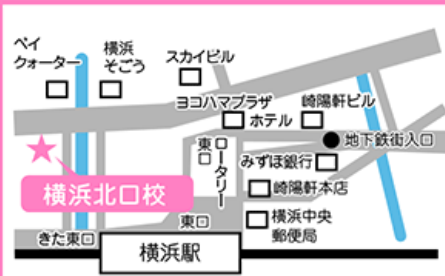 ベイ
クォーター
横浜
そごう
スカイビル
ヨコハマプラザ
ホテル
崎陽軒ビル
地下鉄街入口
東口
ロータリー
みずほ銀行
崎陽軒本店
横浜北口校
東口
横浜中央
郵便局
きた東口
横浜駅